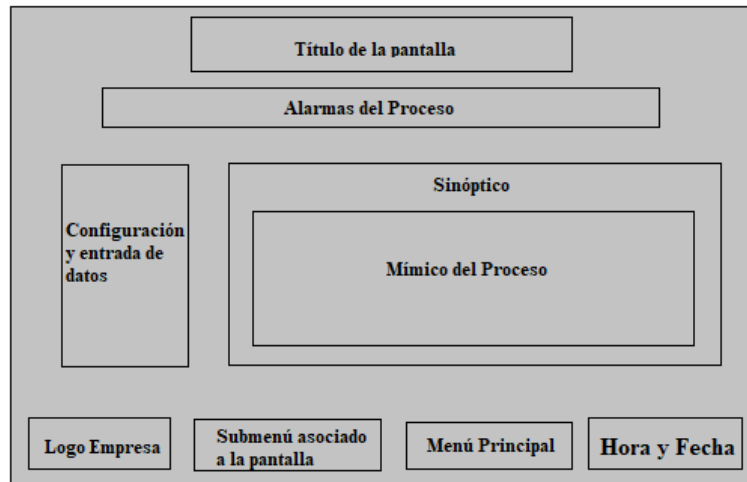 Título de la pantalla
Alarmas del Proceso
Sinóptico
Configuración
y entrada de
datos
Mímico del Proceso
Logo Empresa
Submenú asociado
a la pantalla
Menú Principal
Hora y Fecha